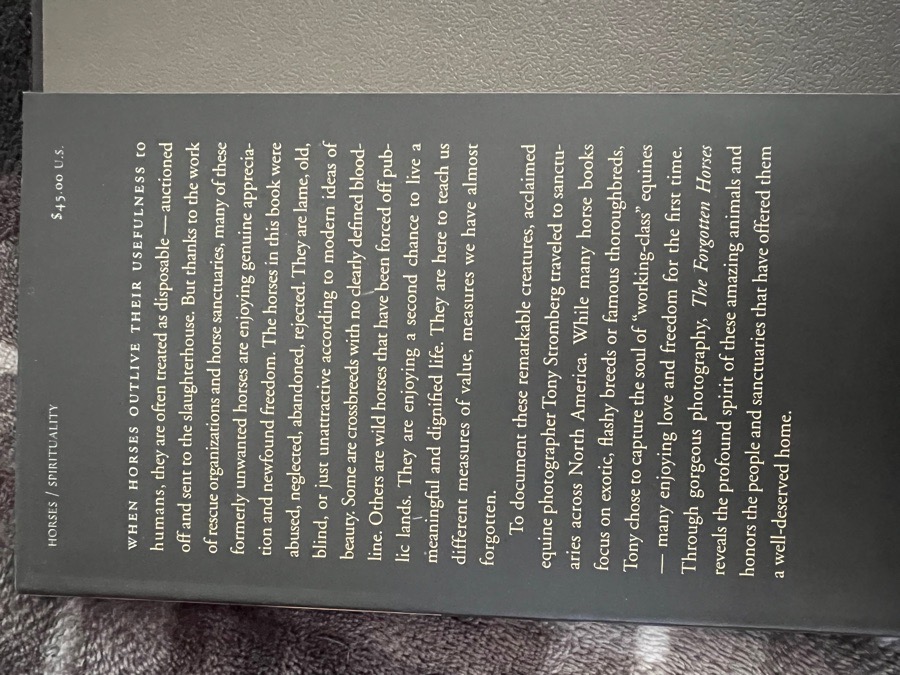 HORSES / SPIRITUALITY $45.00 U.S.
WHEN HORSES OUTLIVE THEIR USEFULNESS to
humans, they are often treated as disposable — auctioned
off and sent to the slaughterhouse. But thanks to the work
of rescue organizations and horse sanctuaries, many of these
formerly unwanted horses are enjoying genuine apprecia-
tion and newfound freedom. The horses in this book were
abused, neglected, abandoned, rejected. They are lame, old,
blind, or just unattractive according to modern ideas of
beauty. Some are crossbreeds with no clearly defined blood-
line. Others are wild horses that have been forced off pub-
lic lands. They are enjoying a second chance to live a
meaningful and dignified life. They are here to teach us
different measures of value, measures we have almost
forgotten.
To document these remarkable creatures, acclaimed
equine photographer Tony Stromberg traveled to sanctu-
aries across North America. While many horse books
focus on exotic, flashy breeds or famous thoroughbreds,
Tony chose to capture the soul of “working-class” equines
— many enjoying love and freedom for the first time.
Through gorgeous photography, The Forgotten Horses
reveals the profound spirit of these amazing animals and
honors the people and sanctuaries that have offered them
a well-deserved home.